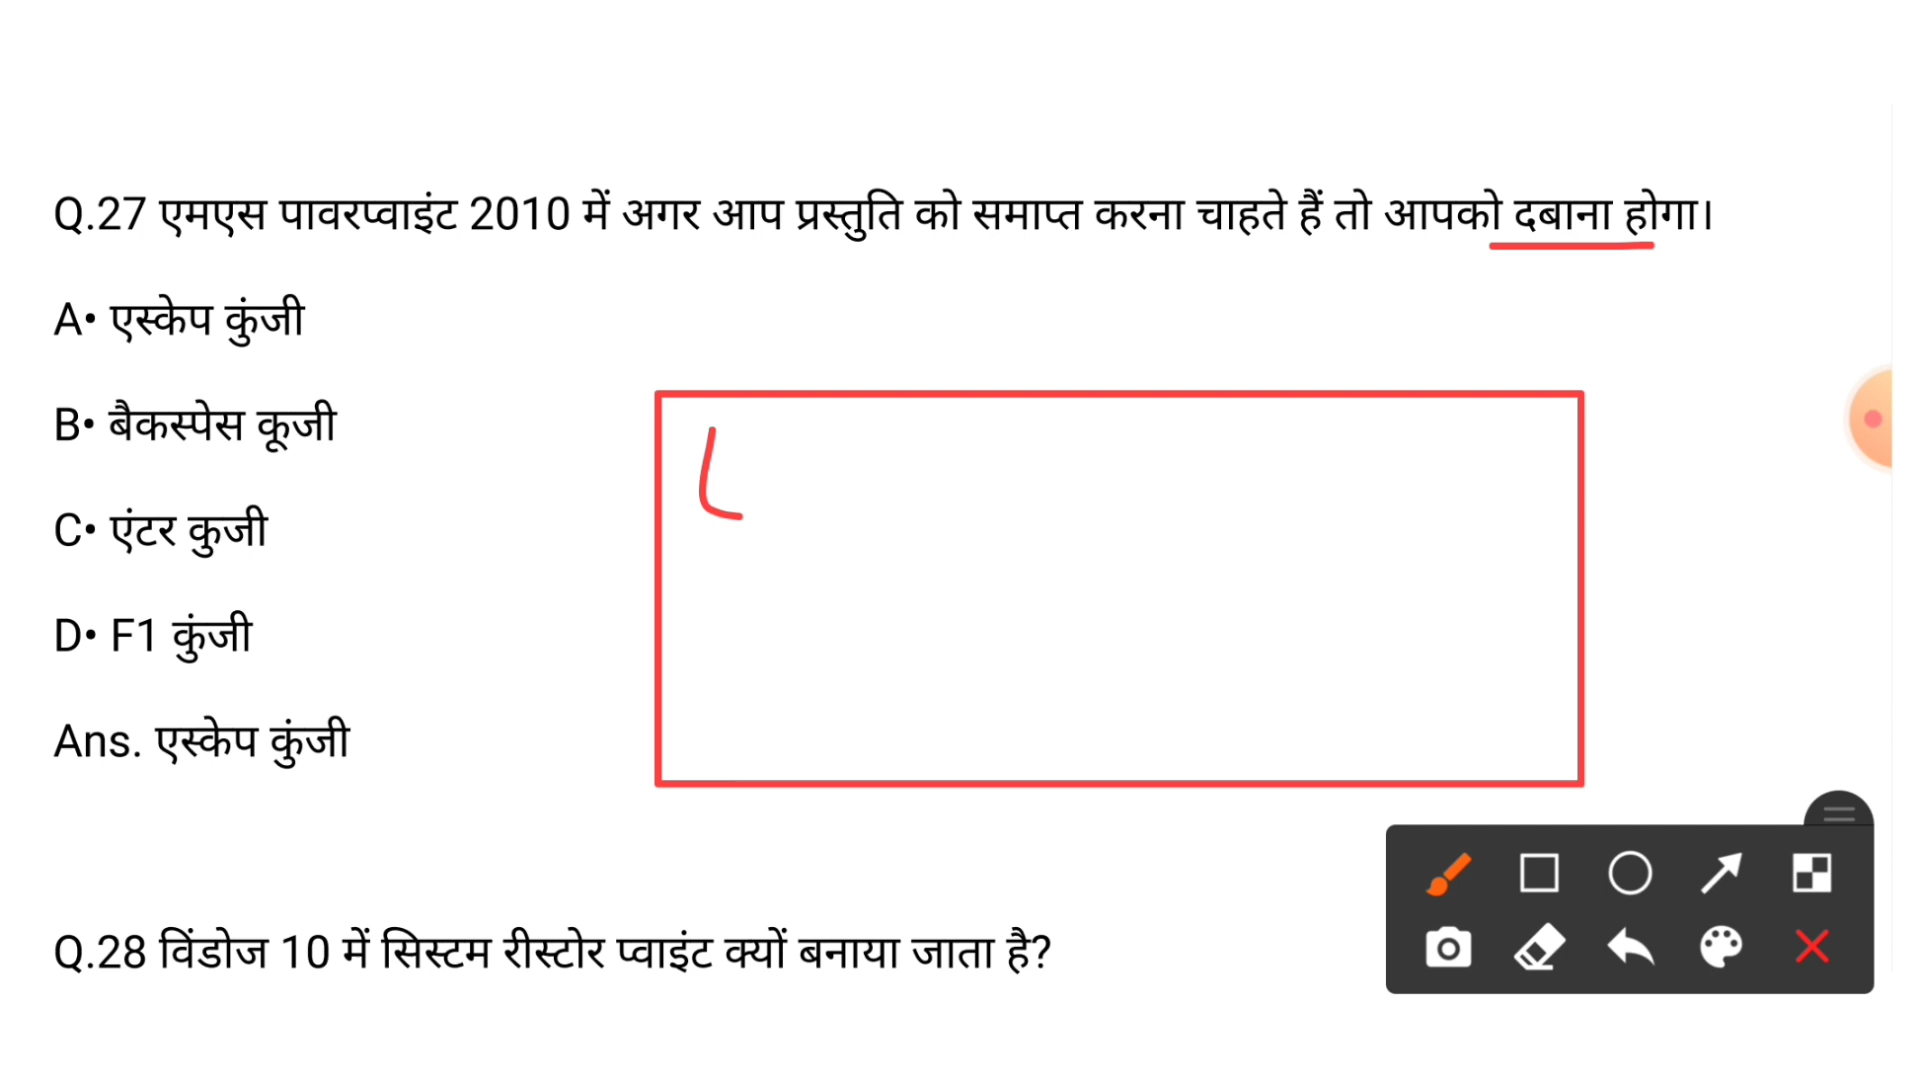 Q.27 एमएस पावरप्वाइंट 2010 में अगर आप प्रस्तुति को समाप्त करना चाहते हैं तो आपको दबाना होगा।
A• एस्केप कुंजी
B• बैकस्पेस कूजी
C• एंटर कुजी
D• F1 कुंजी
Ans. एस्केप कुंजी
Q.28 विंडोज 10 में सिस्टम रीस्टोर प्वाइंट क्यों बनाया जाता है?